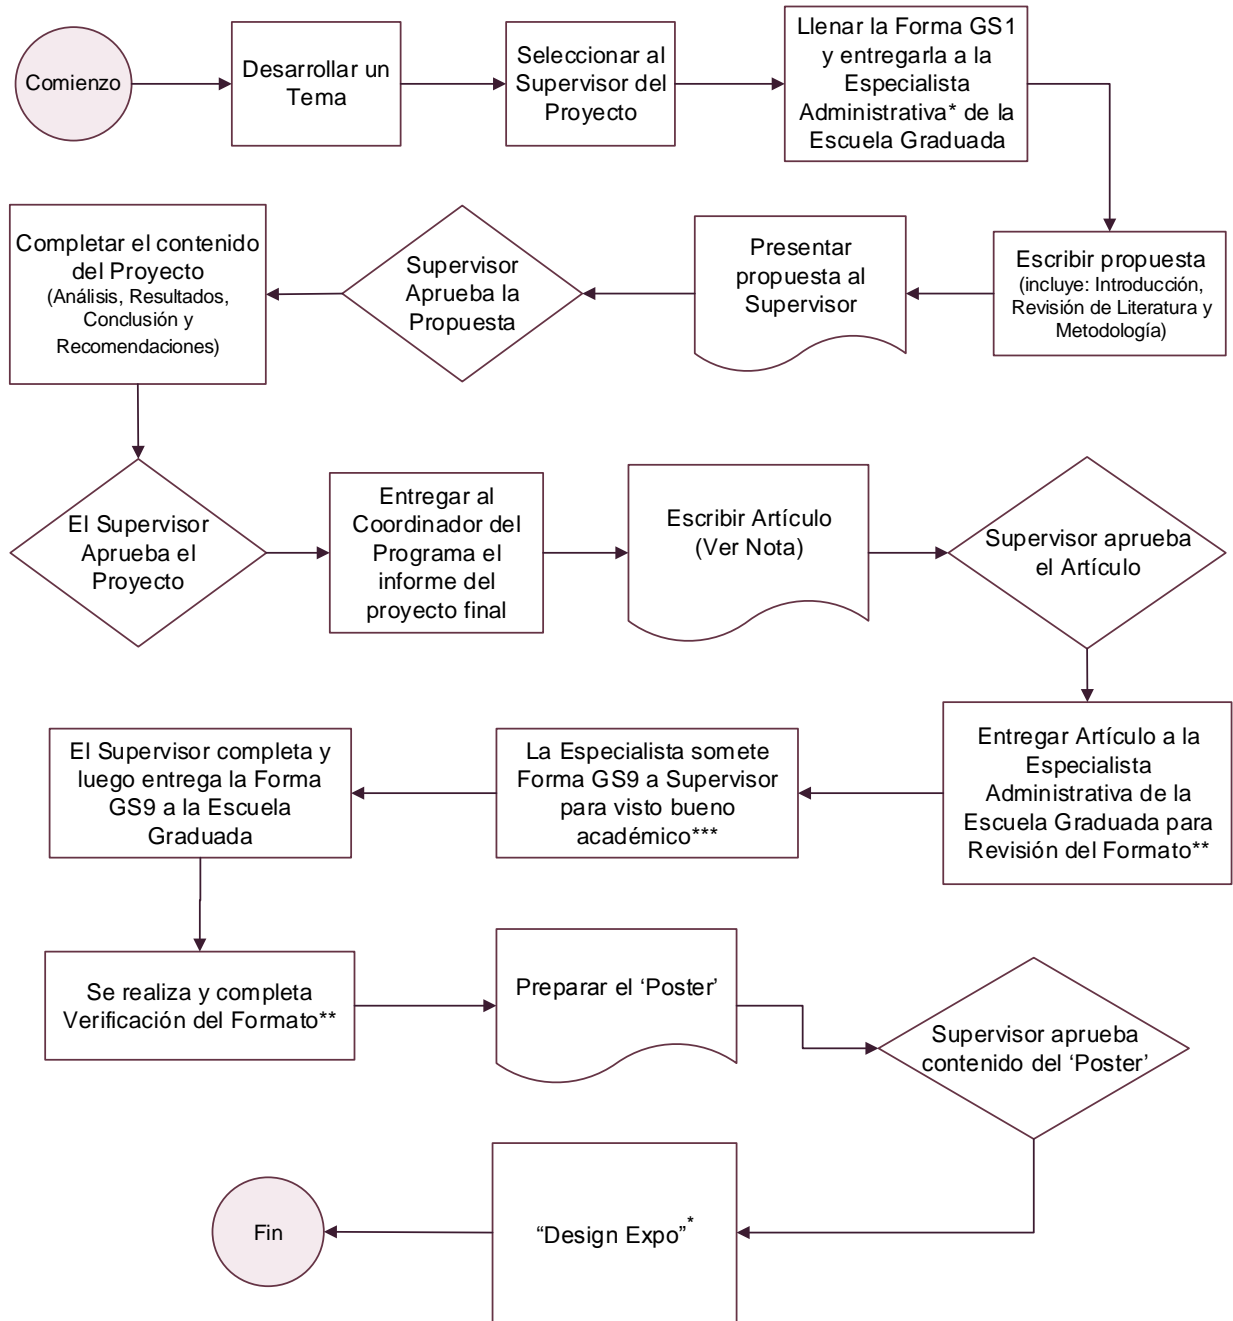 Comienzo
Desarrollar un
Tema
Seleccionar al
Supervisor del
Proyecto
Llenar la Forma GS1
y entregarla a la
Especialista
Administrativa* de la
Escuela Graduada
Escribir propuesta
(incluye: Introducción,
Revisión de Literatura y
Metodología)
Presentar
propuesta al
Supervisor
Supervisor
Aprueba la
Propuesta
Completar el contenido
del Proyecto
(Análisis, Resultados,
Conclusión y
Recomendaciones)
El Supervisor
Aprueba el
Proyecto
Entregar al
Coordinador del
Programa el
informe del
proyecto final
Escribir Artículo
(Ver Nota)
Supervisor aprueba
el Artículo
Entregar Artículo a la
Especialista
Administrativa de la
Escuela Graduada para
Revisión del Formato**
La Especialista somete
Forma GS9 a Supervisor
para visto bueno
académico***
El Supervisor completa y
luego entrega la Forma
GS9 a la Escuela
Graduada
Se realiza y completa
Verificación del Formato**
Preparar el ‘Poster’
Supervisor aprueba
contenido del ‘Poster’
“Design Expo”*
Fin